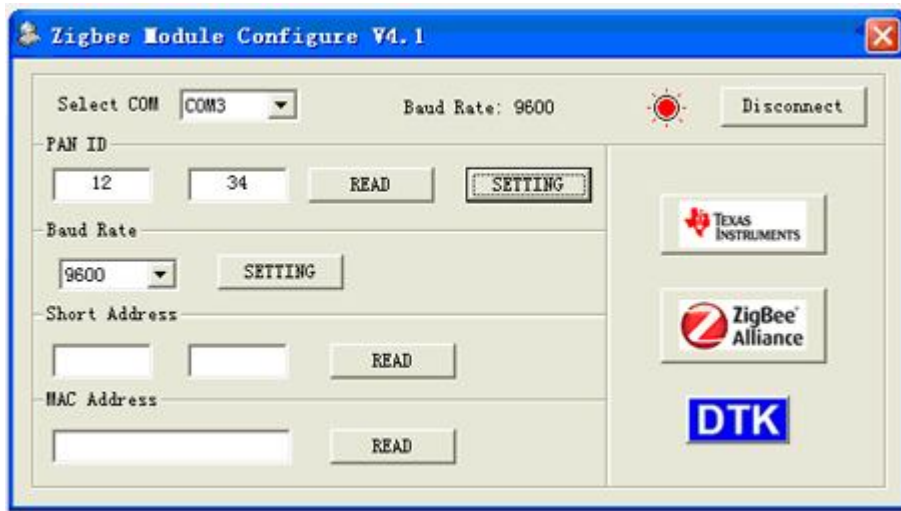 Zigbee Module Configure V4.1
Select COM COM3 Baud Rate: 9600 Disconnect
PAN ID
12 34 READ SETTING
TEXAS
INSTRUMENTS
Baud Rate
9600 SETTING
Short Address
READ
ZigBee
Alliance
MAC Address
READ
DTK